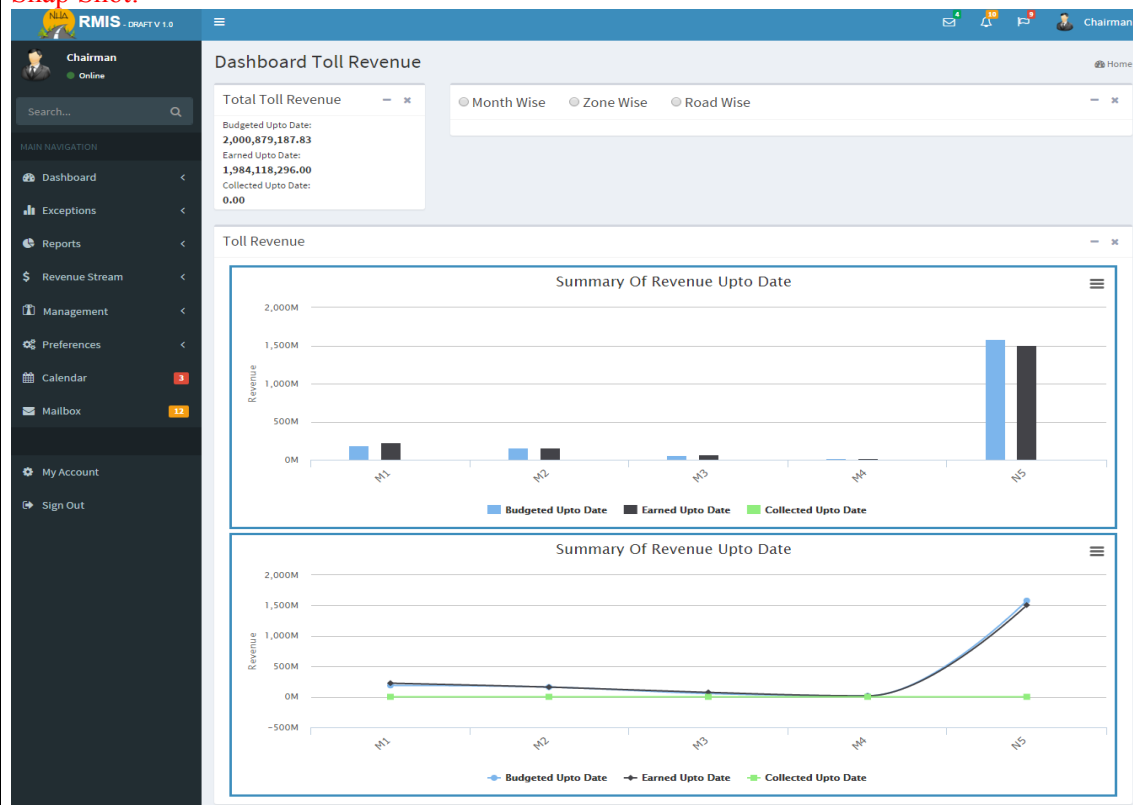 Snap Shot:
NHA
RMIS - DRAFT V 1.0
4
10
9
Chairman
Chairman
Online
Search...
MAIN NAVIGATION
Dashboard
Exceptions
Reports
$ Revenue Stream
Management
Preferences
Calendar 3
Mailbox 12
My Account
Sign Out
Dashboard Toll Revenue
Home
Total Toll Revenue
Budgeted Upto Date:
2,000,879,187.83
Earned Upto Date:
1,984,118,296.00
Collected Upto Date:
0.00
Month Wise Zone Wise Road Wise
Toll Revenue
Summary Of Revenue Upto Date
Revenue
2,000M
1,500M
1,000M
500M
0M
M1 M2 M3 M4 N5
Budgeted Upto Date Earned Upto Date Collected Upto Date
Summary Of Revenue Upto Date
Revenue
2,000M
1,500M
1,000M
500M
0M
-500M
M1 M2 M3 M4 N5
Budgeted Upto Date Earned Upto Date Collected Upto Date